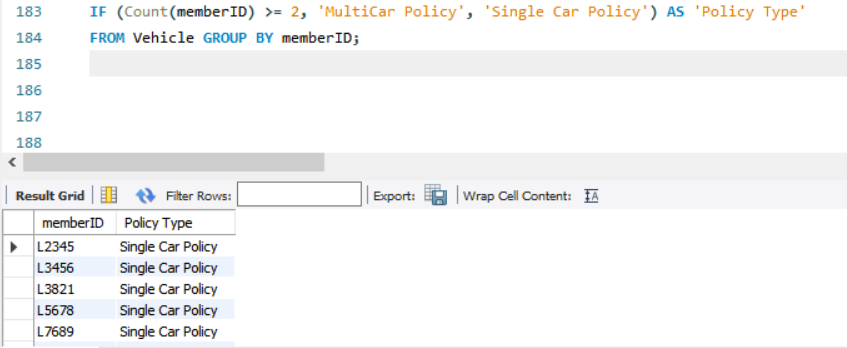 183 IF (Count(memberID) >= 2, 'MultiCar Policy', 'Single Car Policy') AS 'Policy Type'
184 FROM Vehicle GROUP BY memberID;
185
186
187
188
Result Grid Filter Rows: Export: Wrap Cell Content: IA
memberID Policy Type
L2345 Single Car Policy
L3456 Single Car Policy
L3821 Single Car Policy
L5678 Single Car Policy
L7689 Single Car Policy